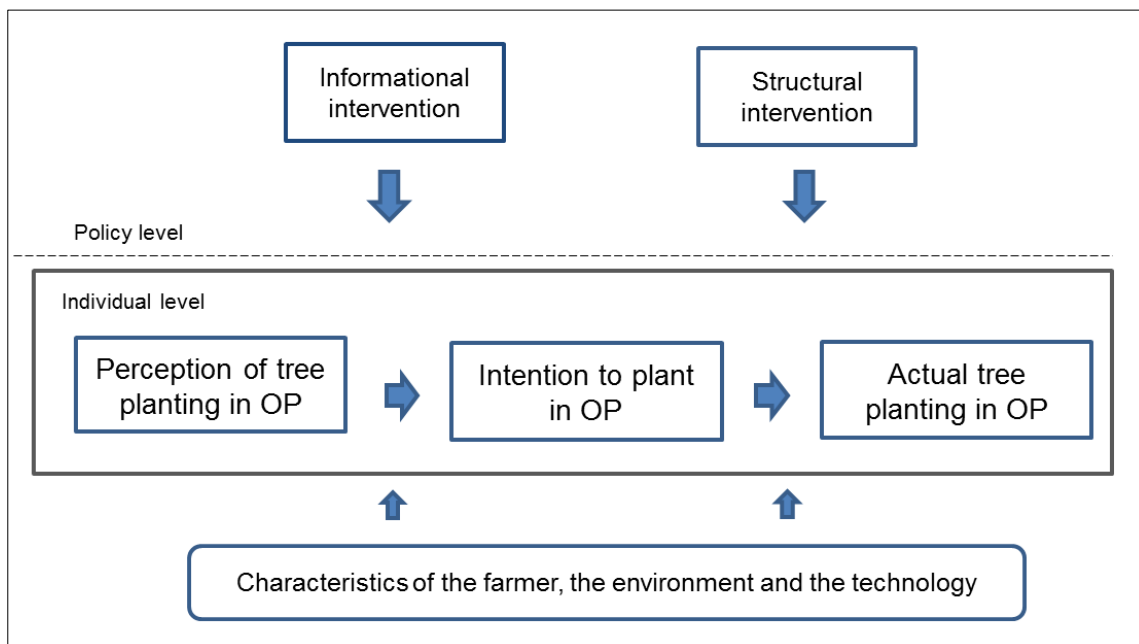 Informational
intervention
Structural
intervention
Policy level
Individual level
Perception of tree
planting in OP
Intention to plant
in OP
Actual tree
planting in OP
Characteristics of the farmer, the environment and the technology